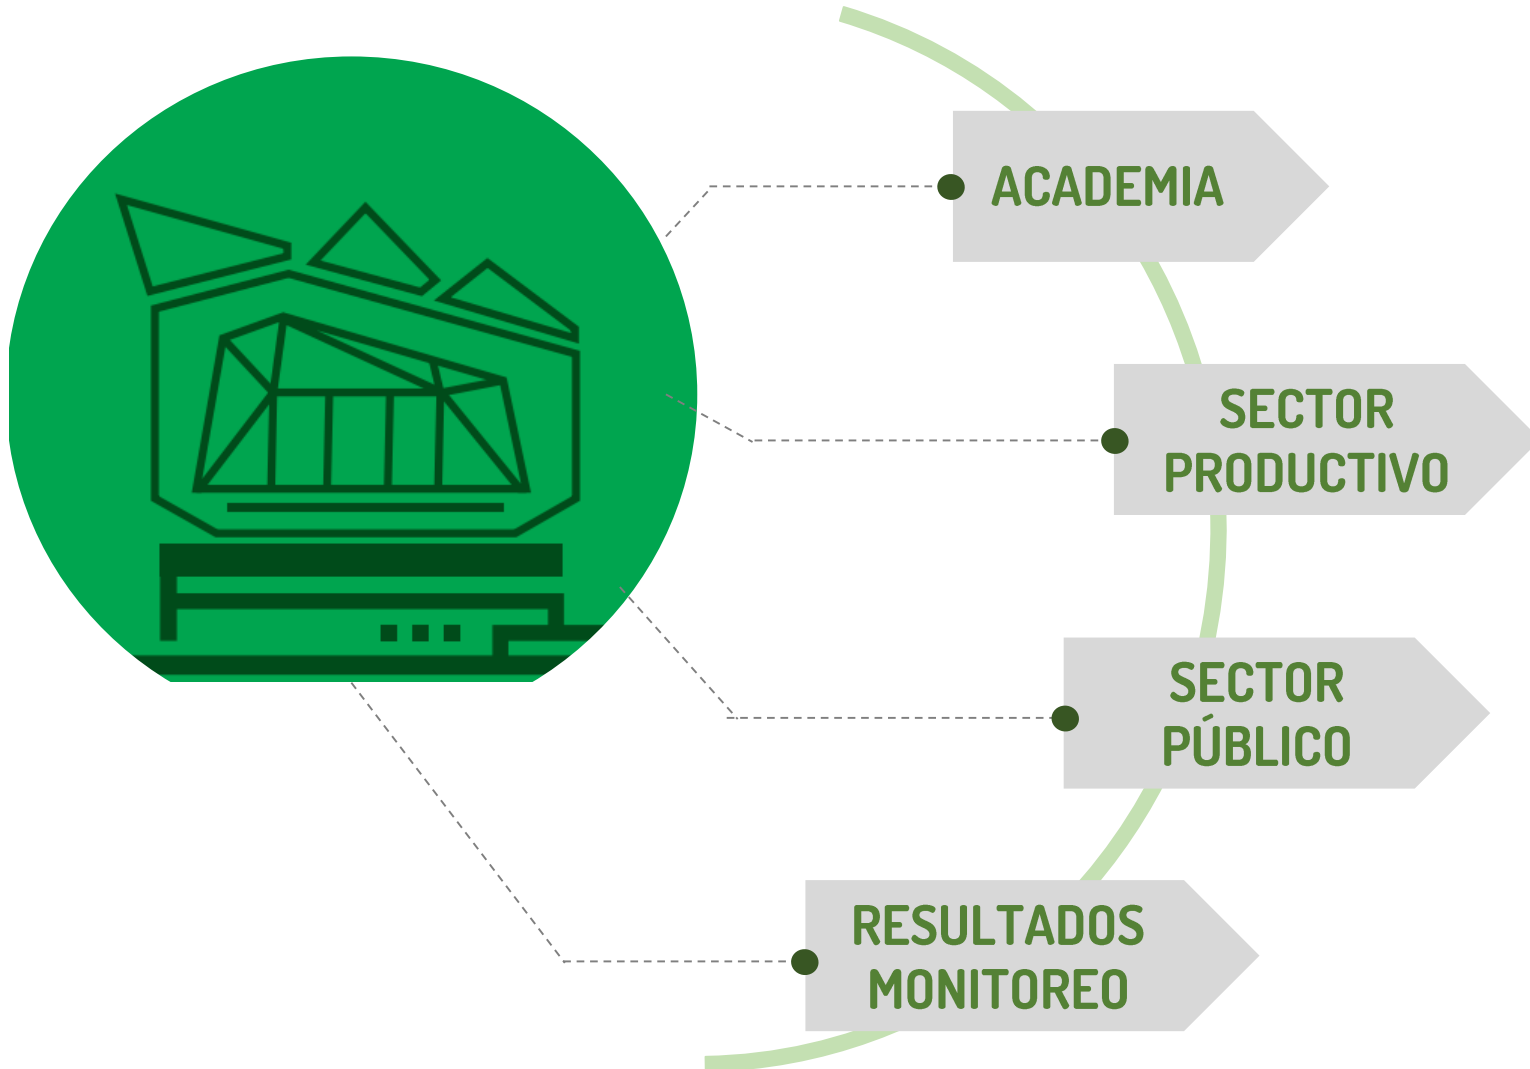 ACADEMIA
SECTOR
PRODUCTIVO
SECTOR
PÚBLICO
RESULTADOS
MONITOREO